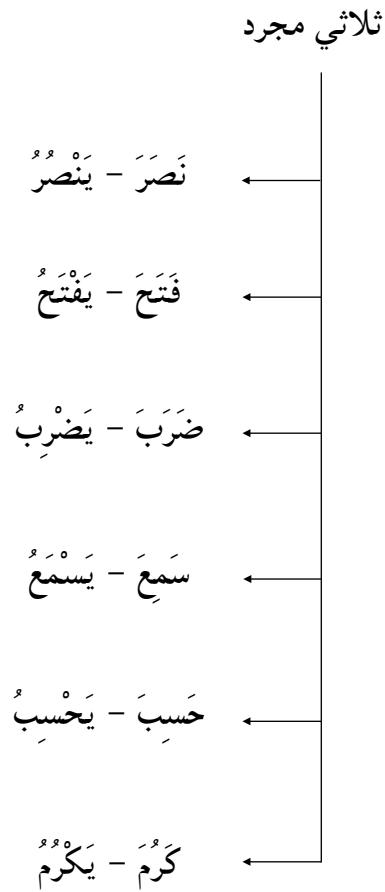 ثلاثي مجرد
نَصَرَ – يَنْصُرُ
فَتَحَ – يَفْتَحُ
ضَرَبَ – يَضْرِبُ
سَمِعَ – يَسْمَعُ
حَسِبَ – يَحْسِبُ
كَرُمَ – يَكْرُمُ